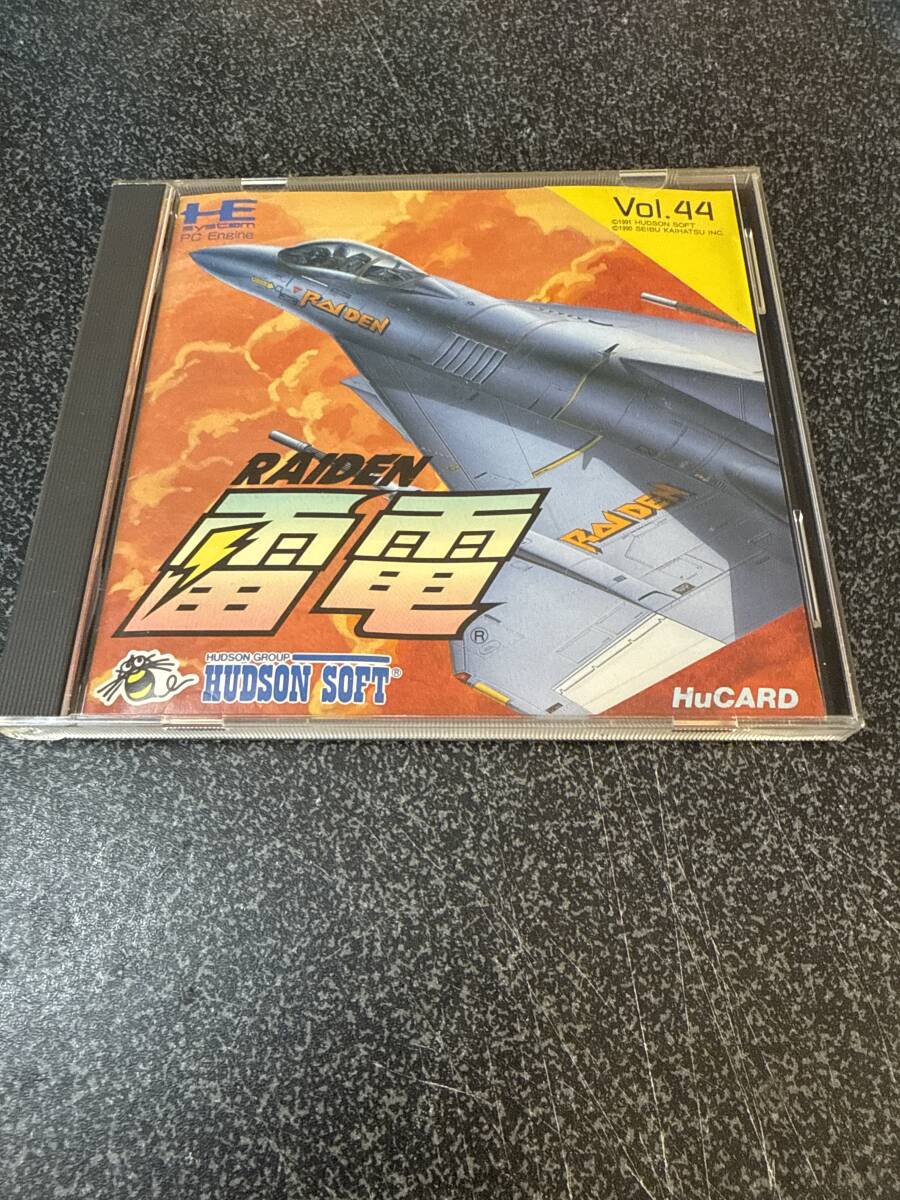 HE
system
PC Engine
Vol.44
©1991 HUDSON SOFT
©1990 SEIBU KAIHATSU INC.
RAIDEN
RAIDEN
RAIDEN
雷電®
HUDSON GROUP
HUDSON SOFT®
HuCARD